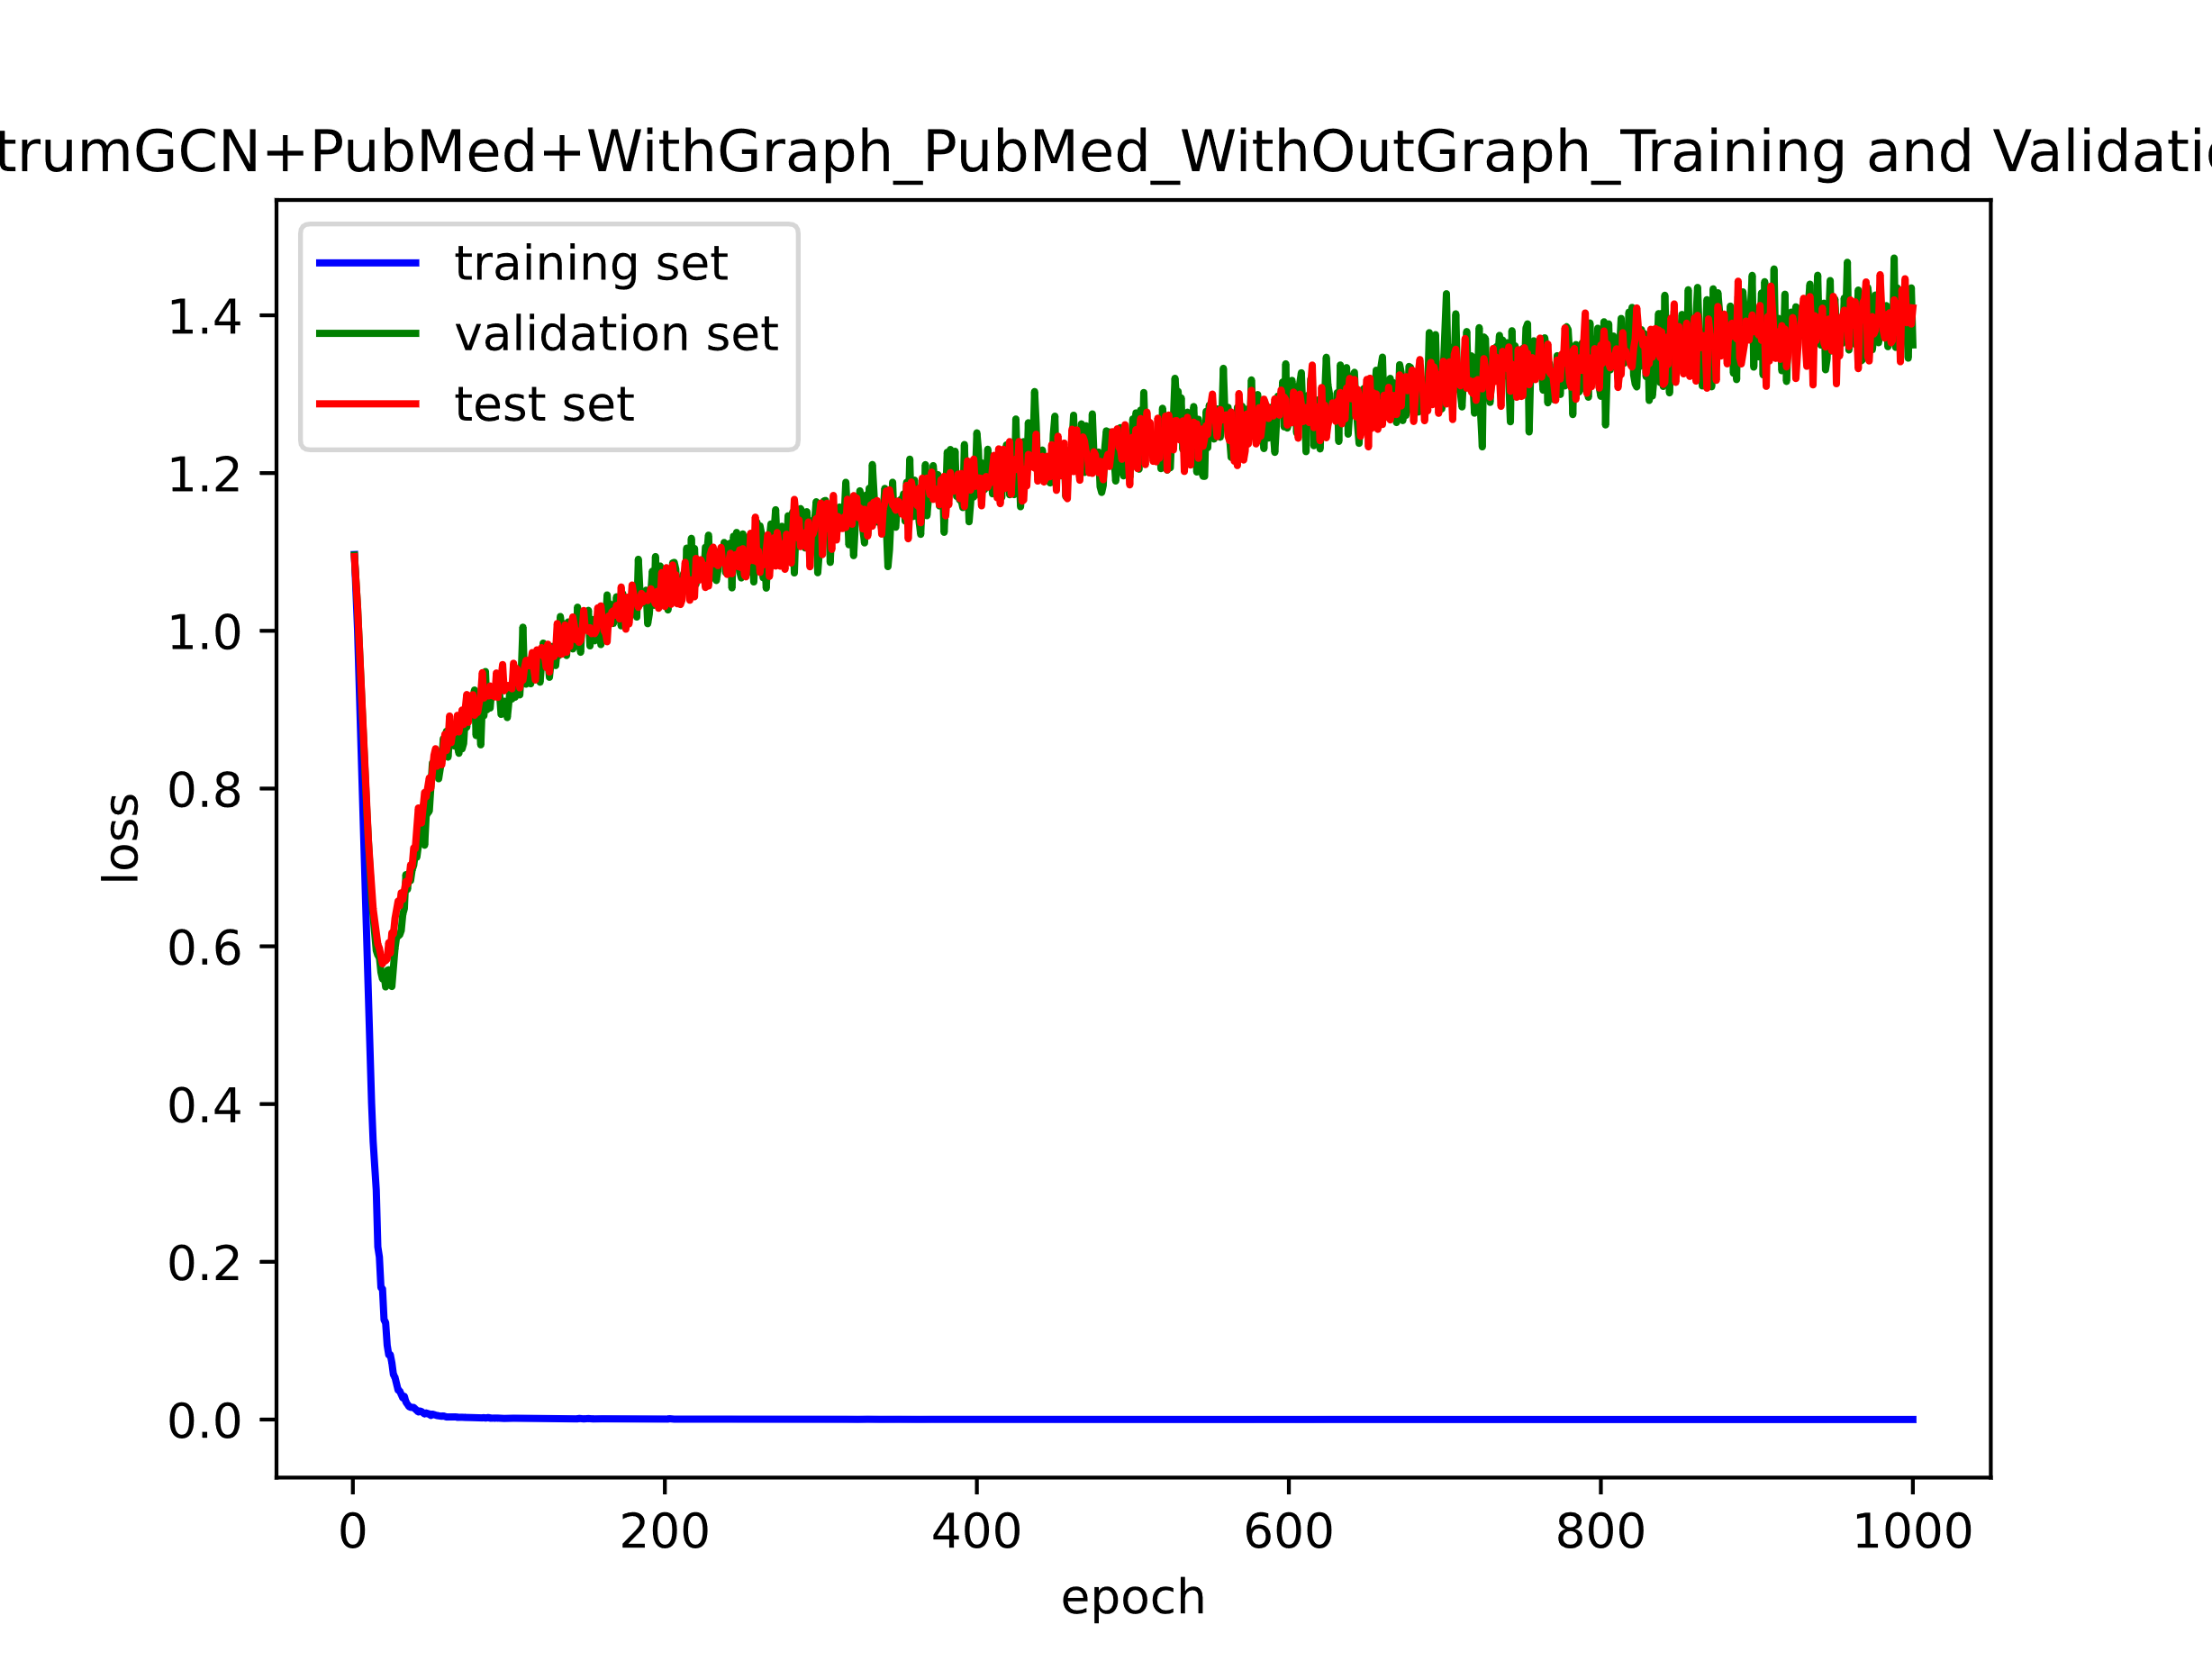 trumGCN+PubMed+WithGraph_PubMed_WithOutGraph_Training and Validatio
training set
validation set
test set
1.4
1.2
1.0
0.8
0.6
0.4
0.2
0.0
loss
0 200 400 600 800 1000
epoch